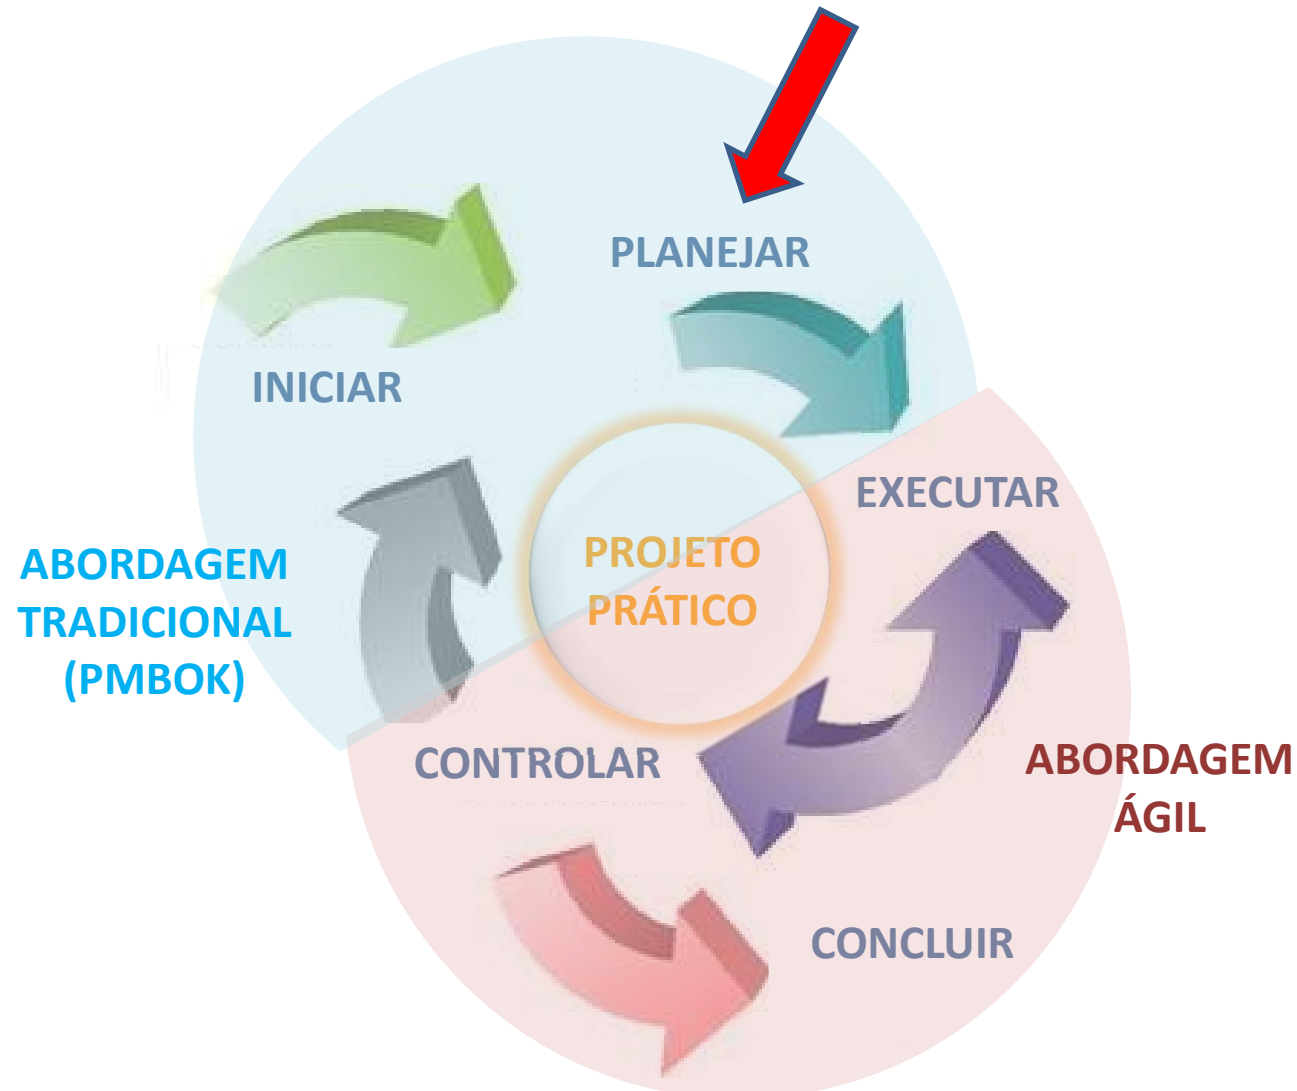 PLANEJAR
INICIAR
EXECUTAR
PROJETO
PRÁTICO
ABORDAGEM
TRADICIONAL
(PMBOK)
CONTROLAR
ABORDAGEM
ÁGIL
CONCLUIR